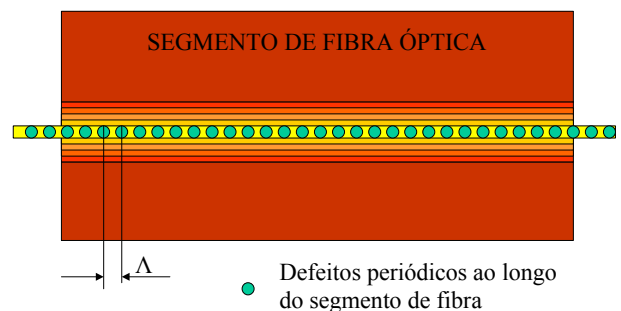 SEGMENTO DE FIBRA ÓPTICA
Λ
Defeitos periódicos ao longo
do segmento de fibra